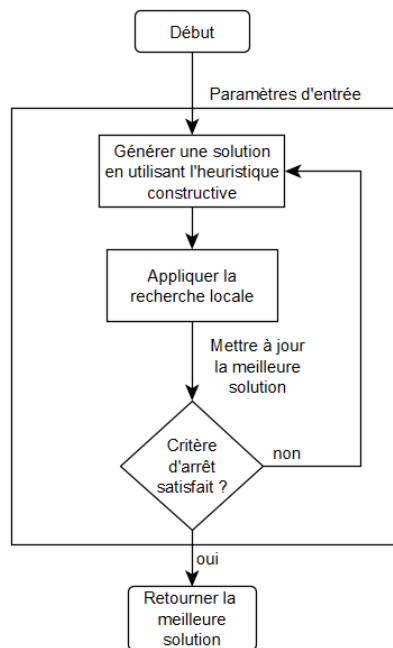 Début
Paramètres d'entrée
Générer une solution
en utilisant l'heuristique
constructive
Appliquer la
recherche locale
Mettre à jour
la meilleure
solution
Critère
d'arrêt
satisfait ?
non
oui
Retourner la
meilleure
solution